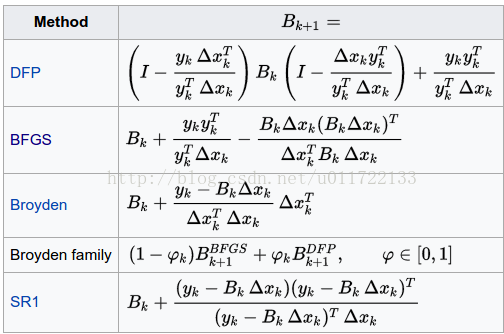 Method B_{k+1} =
DFP \left( I - \frac{y_k \, \Delta x_k^T}{y_k^T \, \Delta x_k} \right) B_k \left( I - \frac{\Delta x_k y_k^T}{y_k^T \, \Delta x_k} \right) + \frac{y_k y_k^T}{y_k^T \, \Delta x_k}
BFGS B_k + \frac{y_k y_k^T}{y_k^T \Delta x_k} - \frac{B_k \Delta x_k (B_k \Delta x_k)^T}{\Delta x_k^T B_k \, \Delta x_k}
http://blog.csdn.net/u011722133
Broyden B_k + \frac{y_k - B_k \Delta x_k}{\Delta x_k^T \, \Delta x_k} \, \Delta x_k^T
Broyden family (1 - \varphi_k) B_{k+1}^{BFGS} + \varphi_k B_{k+1}^{DFP}, \varphi \in [0, 1]
SR1 B_k + \frac{(y_k - B_k \, \Delta x_k)(y_k - B_k \, \Delta x_k)^T}{(y_k - B_k \, \Delta x_k)^T \, \Delta x_k}